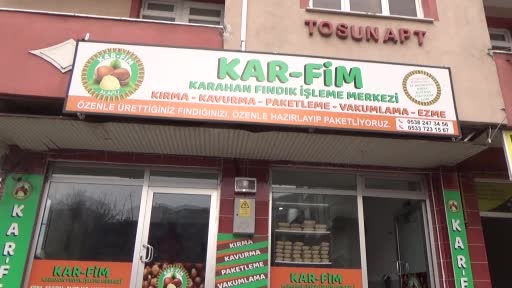 TOSUN APT
KAR-FİM
KAR-FİM
KARAHAN FINDIK İŞLEME MERKEZİ
KIRMA - KAVURMA - PAKETLEME - VAKUMLAMA - EZME
ÖZENLE ÜRETTİĞİNİZ FINDIĞINIZI, ÖZENLE HAZIRLAYIP PAKETLİYORUZ.
0538 247 34 56
0533 723 15 67
KIRMA
KAVURMA
PAKETLEME
VAKUMLAMA
KAR-FİM
KAR-FİM
KAR-F
KAR-F